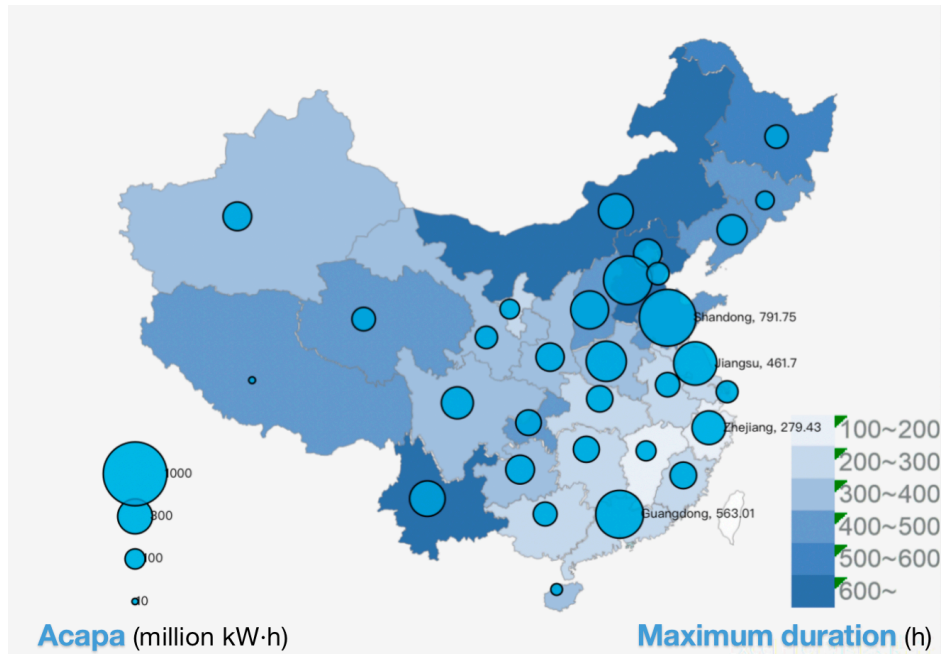 Shandong, 791.75
Jiangsu, 461.7
Zhejiang, 279.43
Guangdong, 563.01
1000
300
100
10
Acapa (million kW·h)
100~200
200~300
300~400
400~500
500~600
600~
Maximum duration (h)